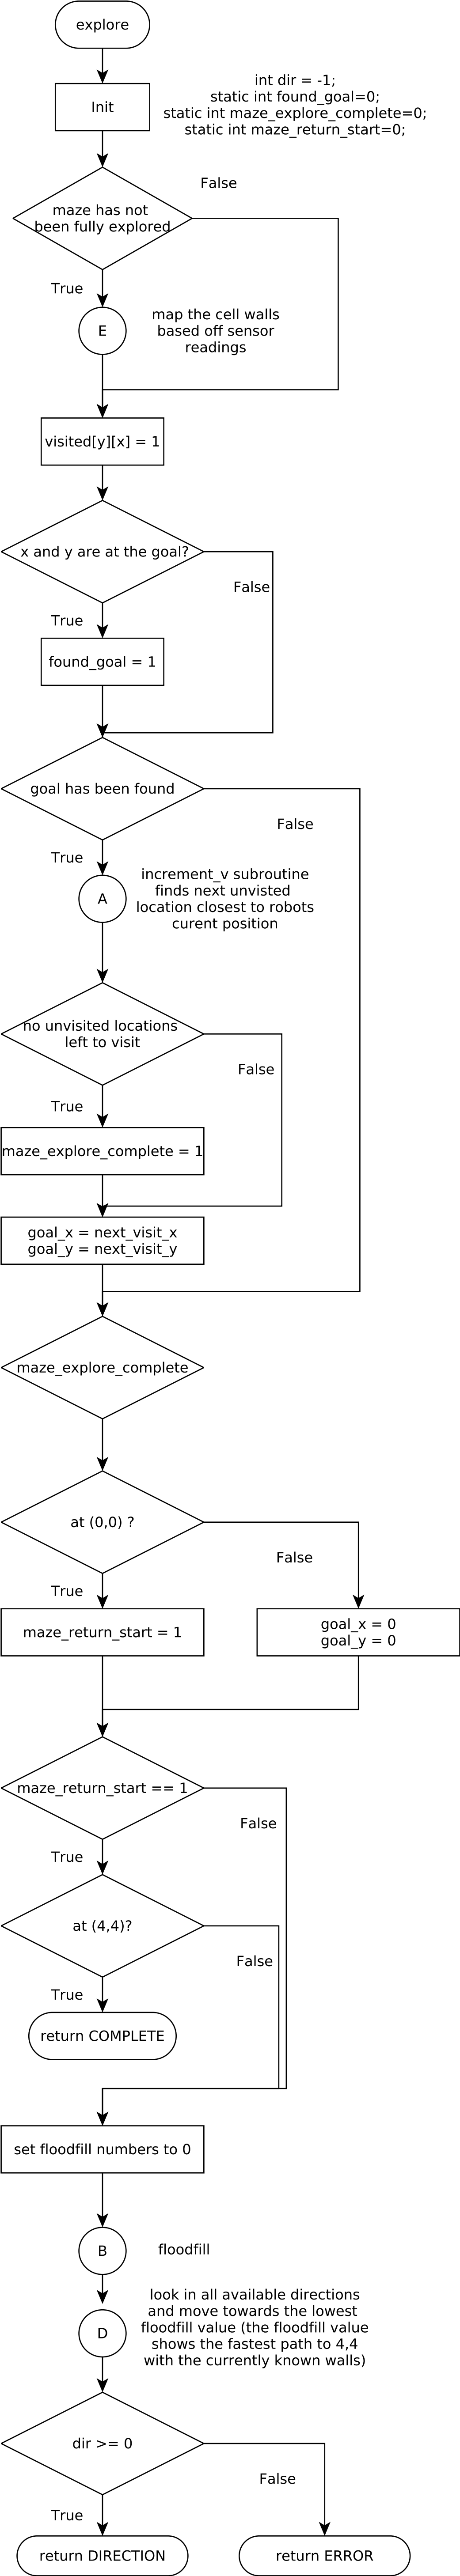 explore
Init
int dir = -1;
static int found_goal=0;
static int maze_explore_complete=0;
static int maze_return_start=0;
False
maze has not
been fully explored
True
E
map the cell walls
based off sensor
readings
visited[y][x] = 1
x and y are at the goal?
False
True
found_goal = 1
goal has been found
False
True
A
increment_v subroutine
finds next unvisted
location closest to robots
curent position
no unvisited locations
left to visit
False
True
maze_explore_complete = 1
goal_x = next_visit_x
goal_y = next_visit_y
maze_explore_complete
at (0,0) ?
False
True
maze_return_start = 1
goal_x = 0
goal_y = 0
maze_return_start == 1
False
True
at (4,4)?
False
True
return COMPLETE
set floodfill numbers to 0
B
floodfill
D
look in all available directions
and move towards the lowest
floodfill value (the floodfill value
shows the fastest path to 4,4
with the currently known walls)
dir >= 0
False
True
return DIRECTION
return ERROR